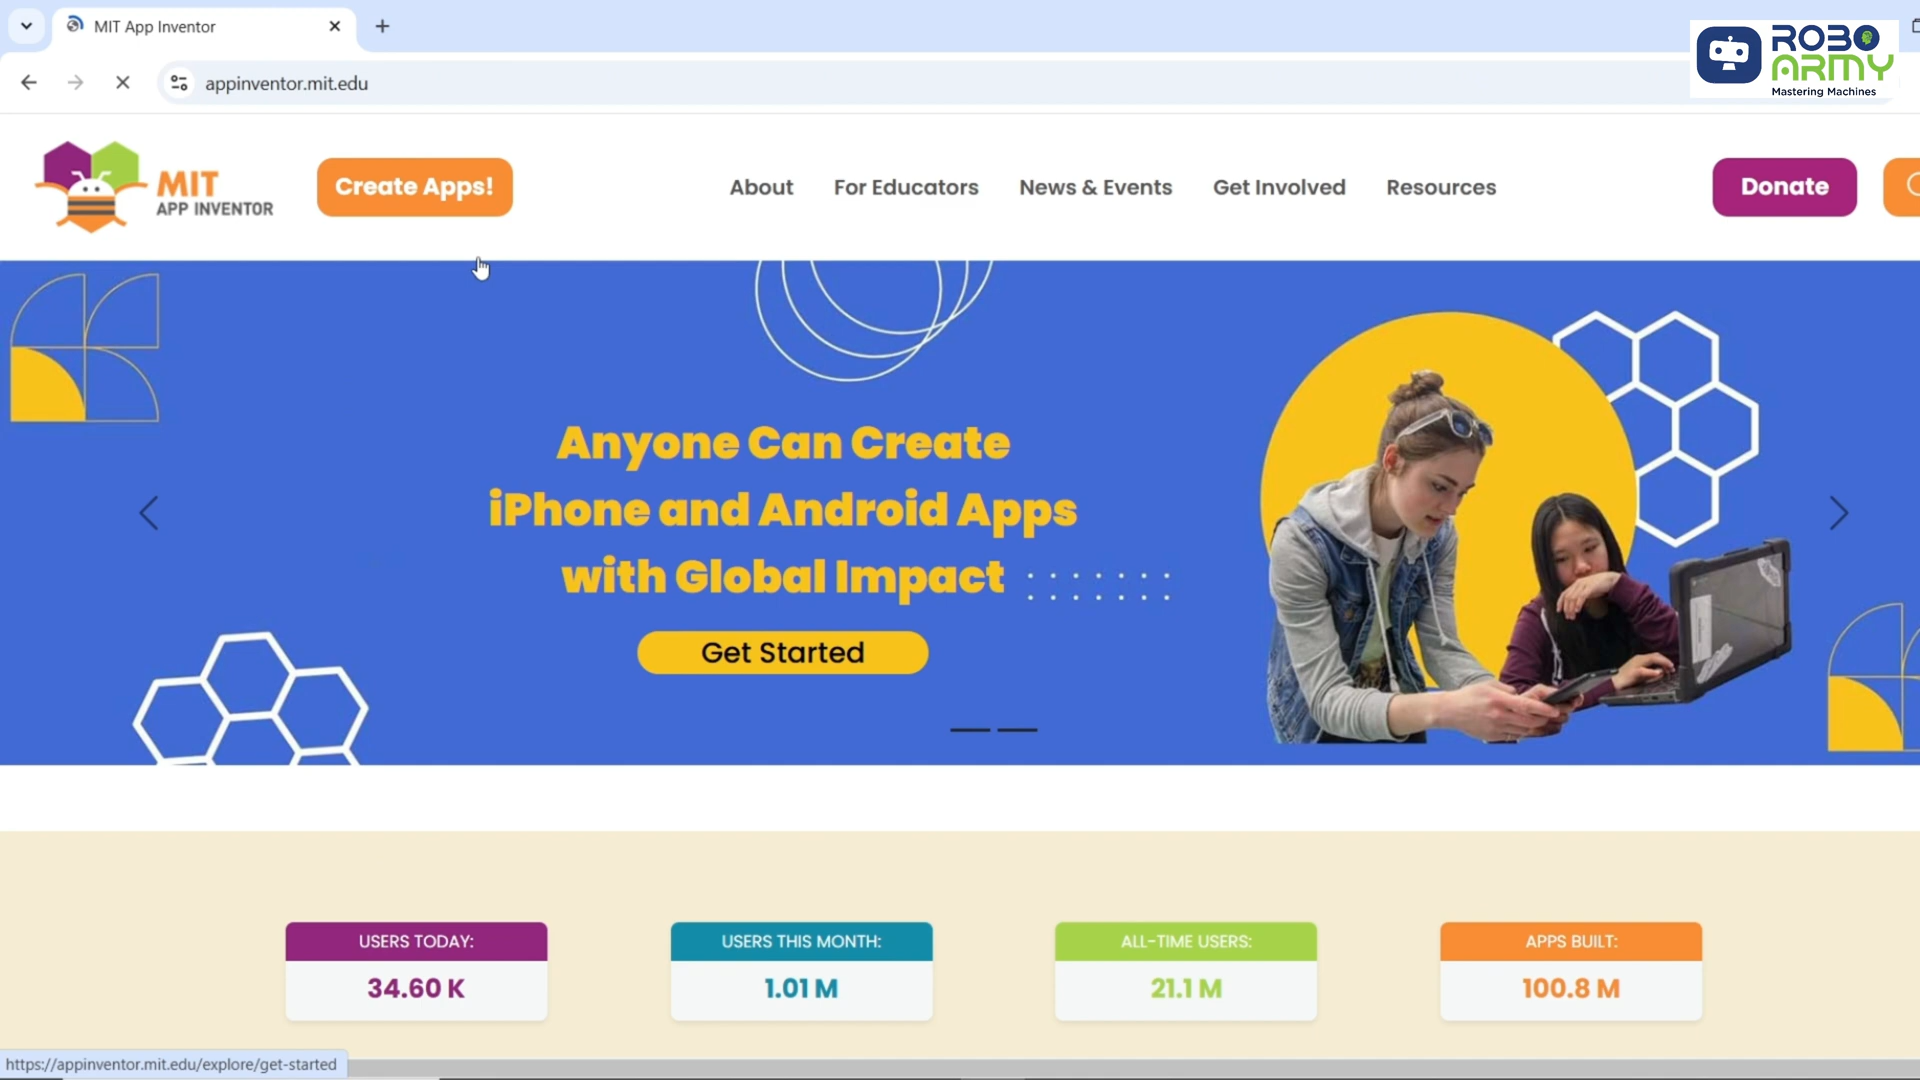 MIT App Inventor
appinventor.mit.edu
ROBO
ARMY
Mastering Machines
MIT
APP INVENTOR
Create Apps!
About
For Educators
News & Events
Get Involved
Resources
Donate
Anyone Can Create
iPhone and Android Apps
with Global Impact
Get Started
USERS TODAY:
34.60 K
USERS THIS MONTH:
1.01 M
ALL-TIME USERS:
21.1 M
APPS BUILT:
100.8 M
https://appinventor.mit.edu/explore/get-started